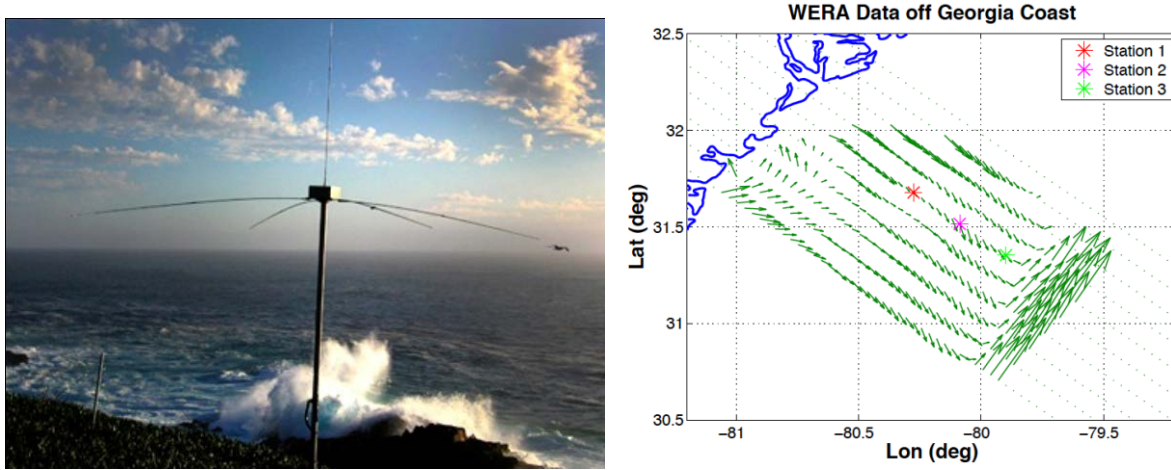 WERA Data off Georgia Coast
32.5
32
31.5
31
30.5
Lat (deg)
−81
−80.5
−80
−79.5
Lon (deg)
Station 1
Station 2
Station 3